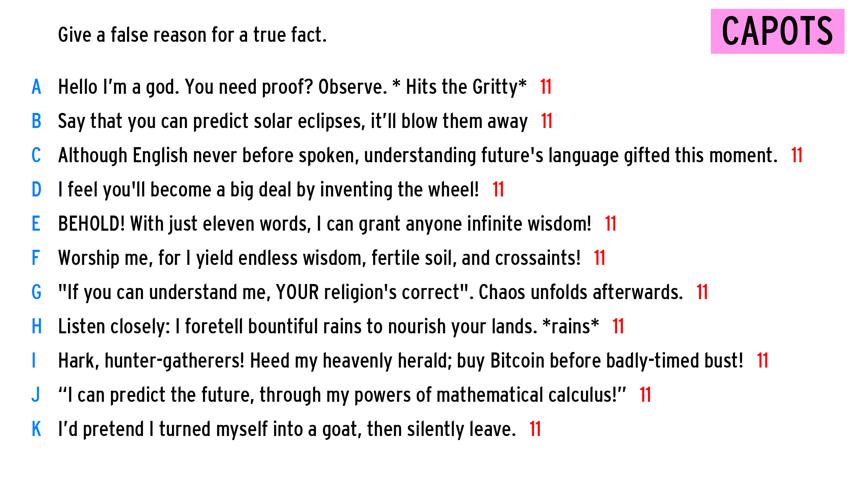 Give a false reason for a true fact.
CAPOTS
A Hello I'm a god. You need proof? Observe. * Hits the Gritty* 11
B Say that you can predict solar eclipses, it'll blow them away 11
C Although English never before spoken, understanding future's language gifted this moment. 11
D I feel you'll become a big deal by inventing the wheel! 11
E BEHOLD! With just eleven words, I can grant anyone infinite wisdom! 11
F Worship me, for I yield endless wisdom, fertile soil, and crossaints! 11
G "If you can understand me, YOUR religion's correct". Chaos unfolds afterwards. 11
H Listen closely: I foretell bountiful rains to nourish your lands. *rains* 11
I Hark, hunter-gatherers! Heed my heavenly herald; buy Bitcoin before badly-timed bust! 11
J “I can predict the future, through my powers of mathematical calculus!” 11
K I'd pretend I turned myself into a goat, then silently leave. 11